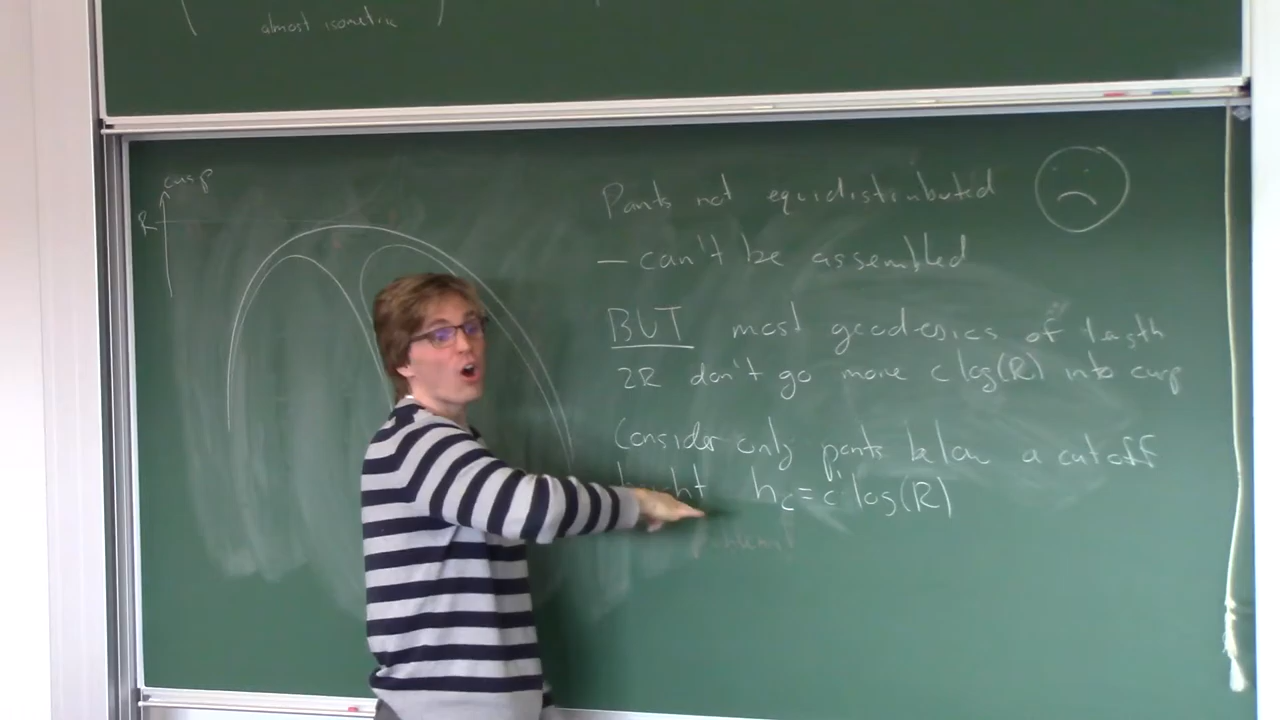 almost isometric
cusp
R
Pants not equidistributed
– can't be assembled
BUT most geodesics of length
2R don't go more c log(R) into cusp
Consider only pants below a cutoff
height h_c = c' log(R)